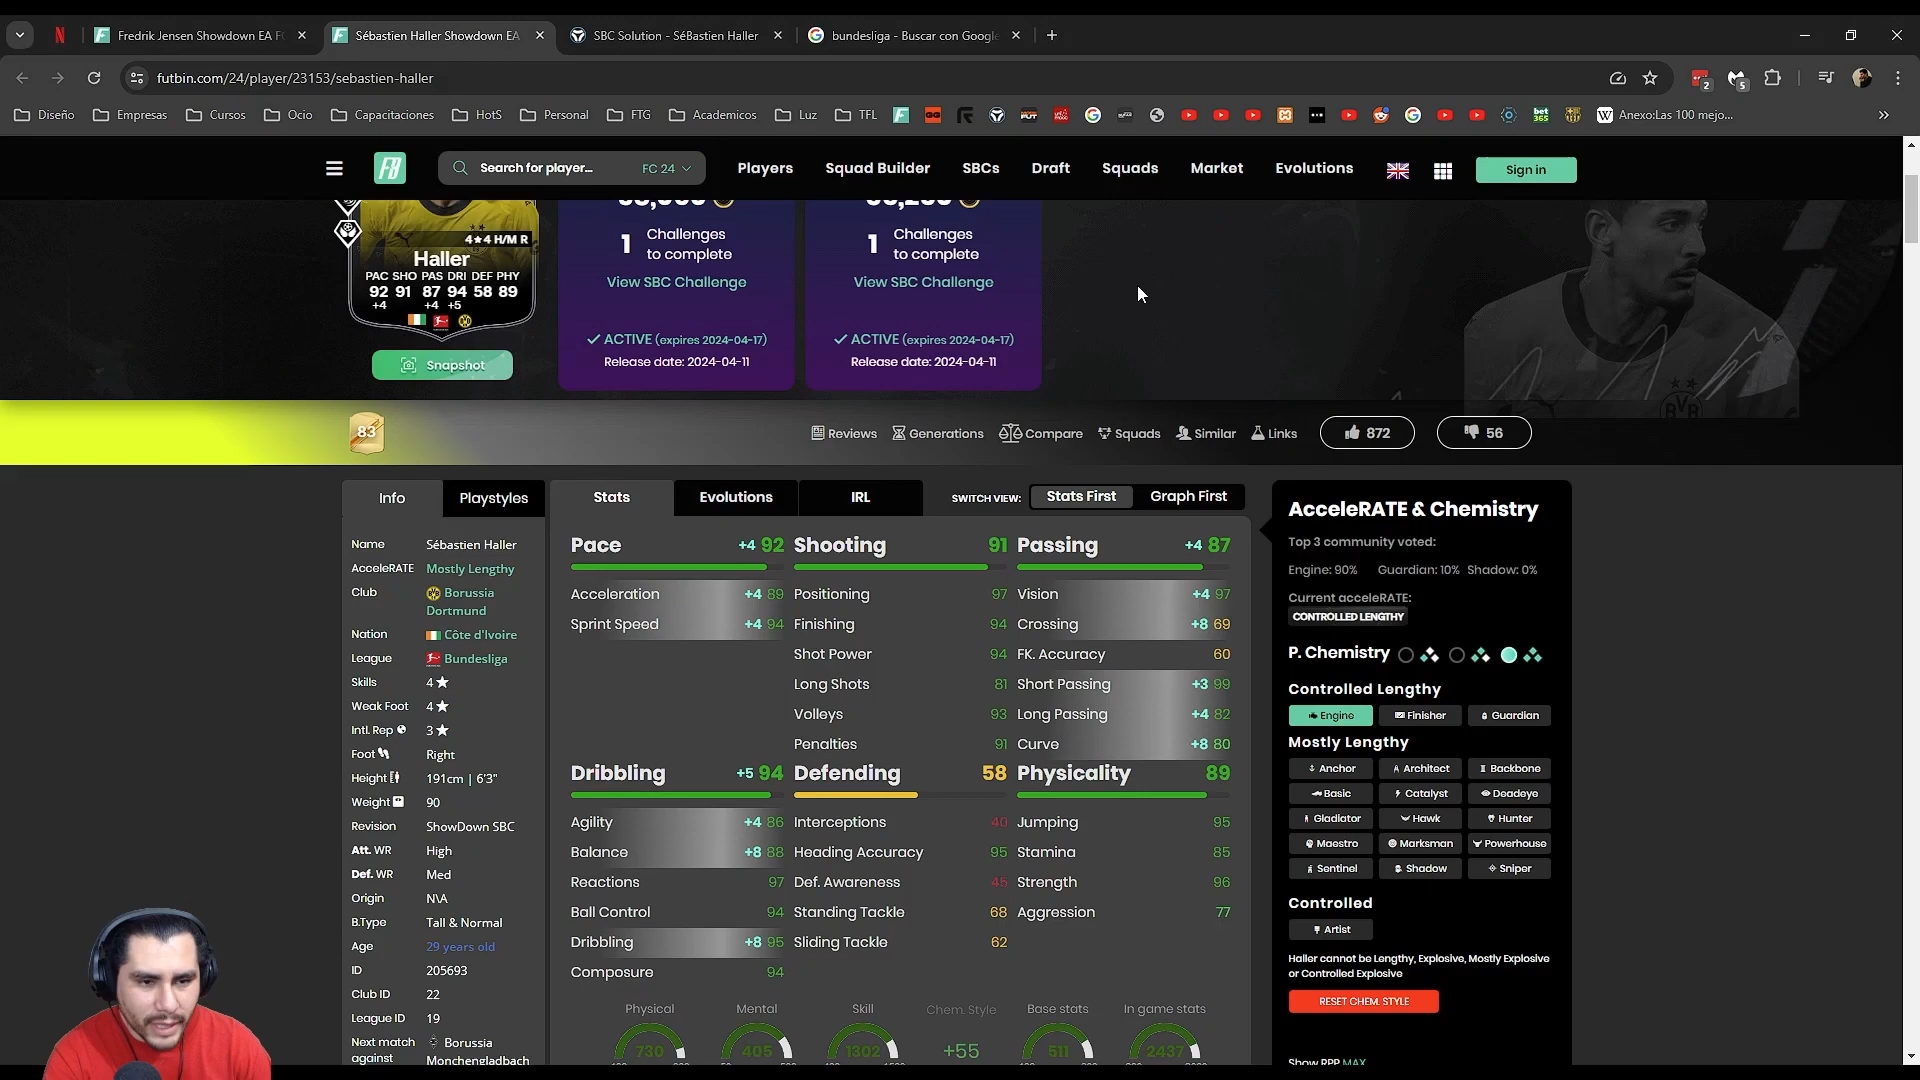 Fredrik Jensen Showdown EA FC
Sébastien Haller Showdown EA
SBC Solution - SéBastien Haller
bundesliga - Buscar con Google
futbin.com/24/player/23153/sebastien-haller
2
5
Diseño Empresas Cursos Ocio Capacitaciones HotS Personal FTG Academicos Luz TFL
Anexo:Las 100 mejo...
Search for player... FC 24
Players Squad Builder SBCs Draft Squads Market Evolutions
Sign in
4★4 H/M R
Haller
PAC SHO PAS DRI DEF PHY
92 91 87 94 58 89
+4 +4 +5
Snapshot
1 Challenges to complete
View SBC Challenge
ACTIVE (expires 2024-04-17)
Release date: 2024-04-11
1 Challenges to complete
View SBC Challenge
ACTIVE (expires 2024-04-17)
Release date: 2024-04-11
83
Reviews Generations Compare Squads Similar Links 872 56
Info Playstyles
Name Sébastien Haller
AcceleRATE Mostly Lengthy
Club Borussia
Dortmund
Nation Côte d'Ivoire
League Bundesliga
Skills 4★
Weak Foot 4★
Intl. Rep 3★
Foot Right
Height 191cm | 6'3"
Weight 90
Revision ShowDown SBC
Att. WR High
Def. WR Med
Origin N\A
B.Type Tall & Normal
Age 29 years old
ID 205693
Club ID 22
League ID 19
Next match against Borussia Monchengladbach
Stats Evolutions IRL
SWITCH VIEW: Stats First Graph First
Pace +4 92
Acceleration +4 89
Sprint Speed +4 94
Shooting 91
Positioning 97
Finishing 94
Shot Power 94
Long Shots 81
Volleys 93
Penalties 91
Passing +4 87
Vision +4 97
Crossing +8 69
FK. Accuracy 60
Short Passing +3 99
Long Passing +4 82
Curve +8 80
Dribbling +5 94
Agility +4 86
Balance +8 88
Reactions 97
Ball Control 94
Dribbling +8 95
Composure 94
Defending 58
Interceptions 40
Heading Accuracy 95
Def. Awareness 45
Standing Tackle 68
Sliding Tackle 62
Physicality 89
Jumping 95
Stamina 85
Strength 96
Aggression 77
Physical Mental Skill Chem. Style Base stats In game stats
730 405 1302 +55 511 2437
AcceleRATE & Chemistry
Top 3 community voted:
Engine: 90% Guardian: 10% Shadow: 0%
Current acceleRATE:
CONTROLLED LENGTHY
P. Chemistry
Controlled Lengthy
Engine Finisher Guardian
Mostly Lengthy
Anchor Architect Backbone
Basic Catalyst Deadeye
Gladiator Hawk Hunter
Maestro Marksman Powerhouse
Sentinel Shadow Sniper
Controlled
Artist
Haller cannot be Lengthy, Explosive, Mostly Explosive
or Controlled Explosive
RESET CHEM. STYLE
Show RPP MAX